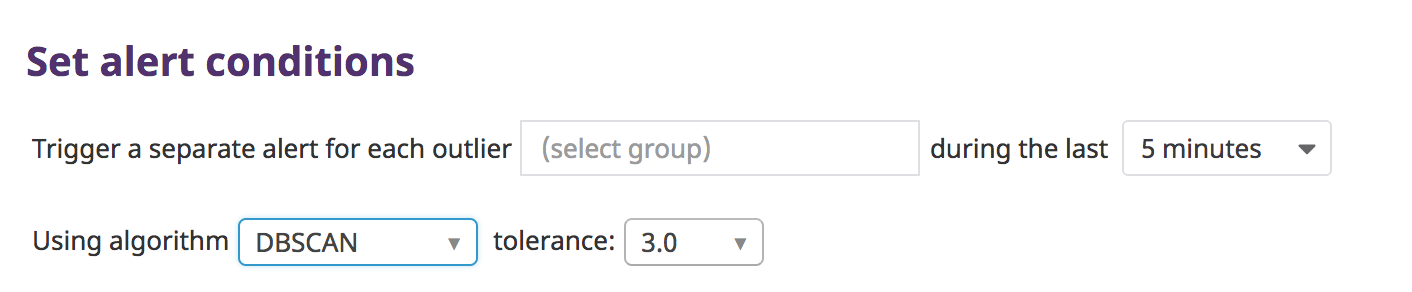 Set alert conditions
Trigger a separate alert for each outlier (select group) during the last 5 minutes
Using algorithm DBSCAN tolerance: 3.0